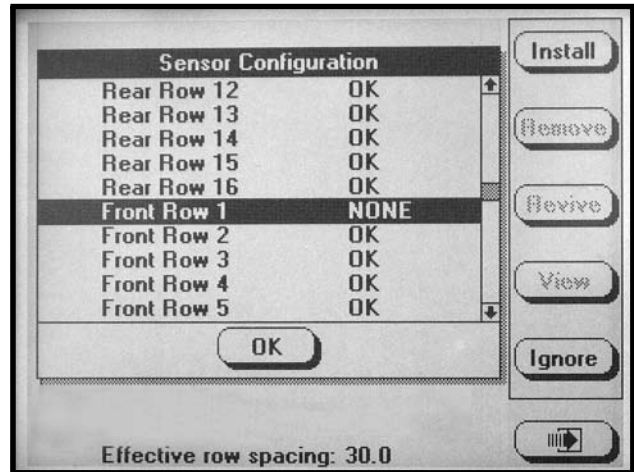 Sensor Configuration
Rear Row 12 OK
Rear Row 13 OK
Rear Row 14 OK
Rear Row 15 OK
Rear Row 16 OK
Front Row 1 NONE
Front Row 2 OK
Front Row 3 OK
Front Row 4 OK
Front Row 5 OK
OK
Effective row spacing: 30.0
Install
Remove
Revive
View
Ignore